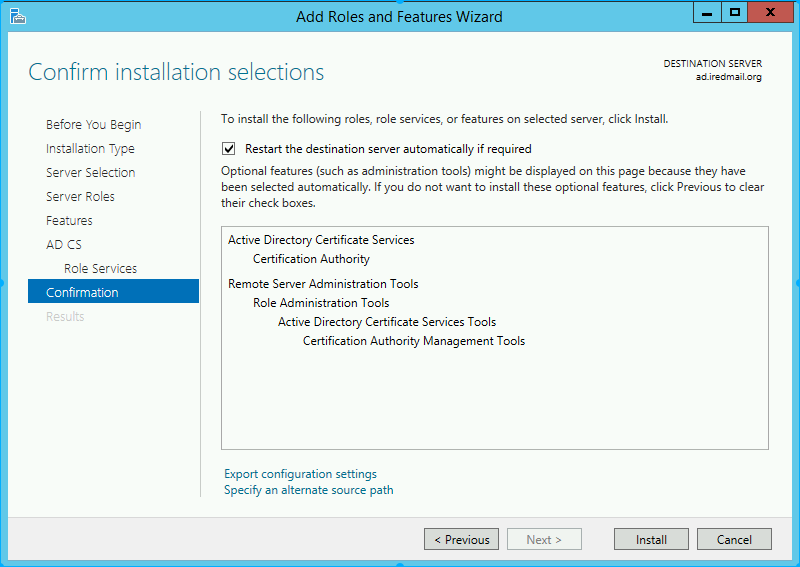 Add Roles and Features Wizard
Confirm installation selections
DESTINATION SERVER
ad.iredmail.org
Before You Begin
Installation Type
Server Selection
Server Roles
Features
AD CS
Role Services
Confirmation
Results
To install the following roles, role services, or features on selected server, click Install.
Restart the destination server automatically if required
Optional features (such as administration tools) might be displayed on this page because they have
been selected automatically. If you do not want to install these optional features, click Previous to clear
their check boxes.
Active Directory Certificate Services
Certification Authority
Remote Server Administration Tools
Role Administration Tools
Active Directory Certificate Services Tools
Certification Authority Management Tools
Export configuration settings
Specify an alternate source path
< Previous
Next >
Install
Cancel